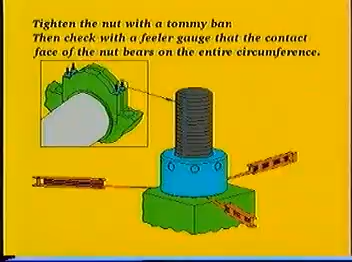 Tighten the nut with a tommy bar.
Then check with a feeler gauge that the contact
face of the nut bears on the entire circumference.